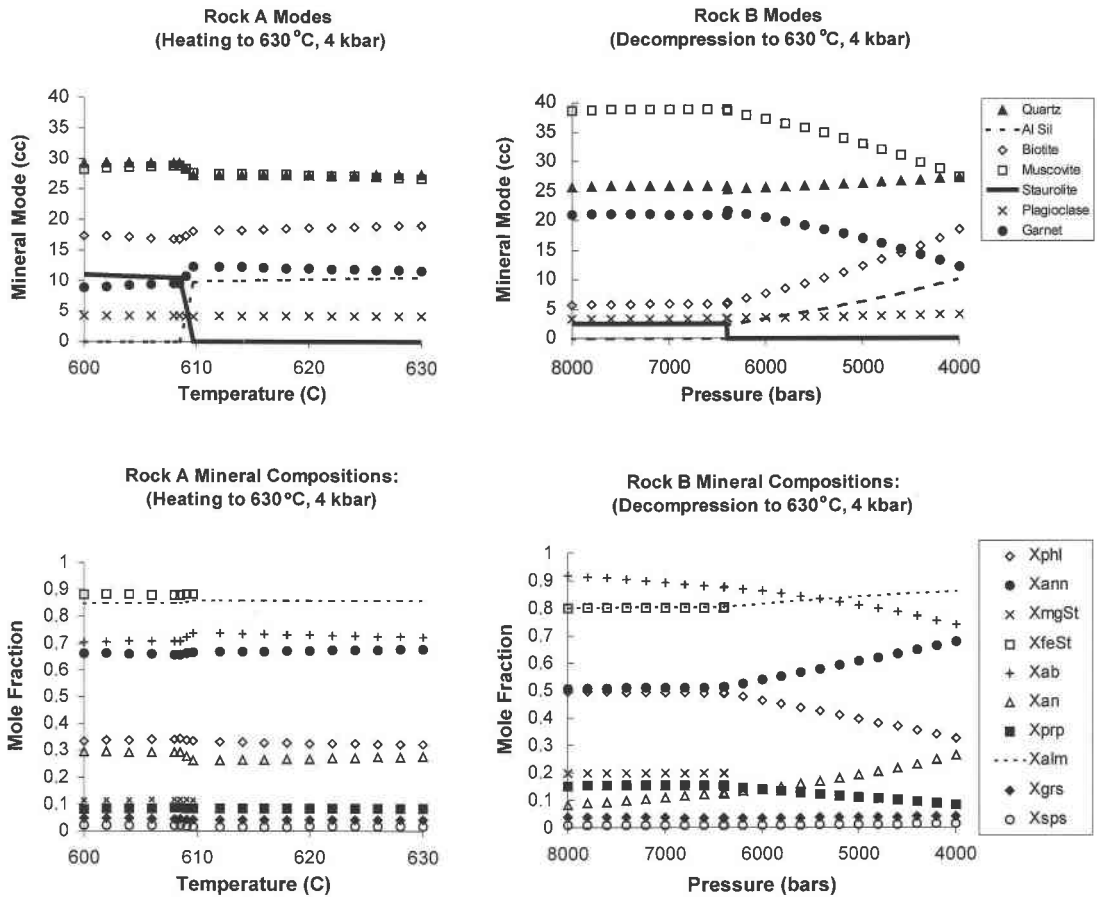 Rock A Modes
(Heating to 630 °C, 4 kbar)
Mineral Mode (cc)
40
35
30
25
20
15
10
5
0
600
610
620
630
Temperature (C)
Rock B Modes
(Decompression to 630 °C, 4 kbar)
Mineral Mode (cc)
40
35
30
25
20
15
10
5
0
8000
7000
6000
5000
4000
Pressure (bars)
Quartz
Al Sil
Biotite
Muscovite
Staurolite
Plagioclase
Garnet
Rock A Mineral Compositions:
(Heating to 630 °C, 4 kbar)
Mole Fraction
1
0.9
0.8
0.7
0.6
0.5
0.4
0.3
0.2
0.1
0
600
610
620
630
Temperature (C)
Rock B Mineral Compositions:
(Decompression to 630 °C, 4 kbar)
Mole Fraction
1
0.9
0.8
0.7
0.6
0.5
0.4
0.3
0.2
0.1
0
8000
7000
6000
5000
4000
Pressure (bars)
Xphl
Xann
XmgSt
XfeSt
Xab
Xan
Xprp
Xalm
Xgrs
Xsps